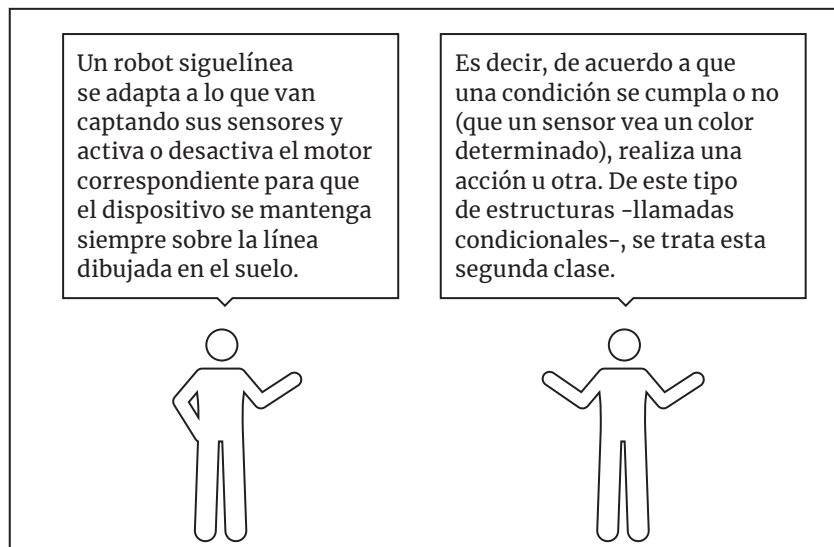 Un robot siguelínea
se adapta a lo que van
captando sus sensores y
activa o desactiva el motor
correspondiente para que
el dispositivo se mantenga
siempre sobre la línea
dibujada en el suelo.
Es decir, de acuerdo a que
una condición se cumpla o no
(que un sensor vea un color
determinado), realiza una
acción u otra. De este tipo
de estructuras -llamadas
condicionales-, se trata esta
segunda clase.